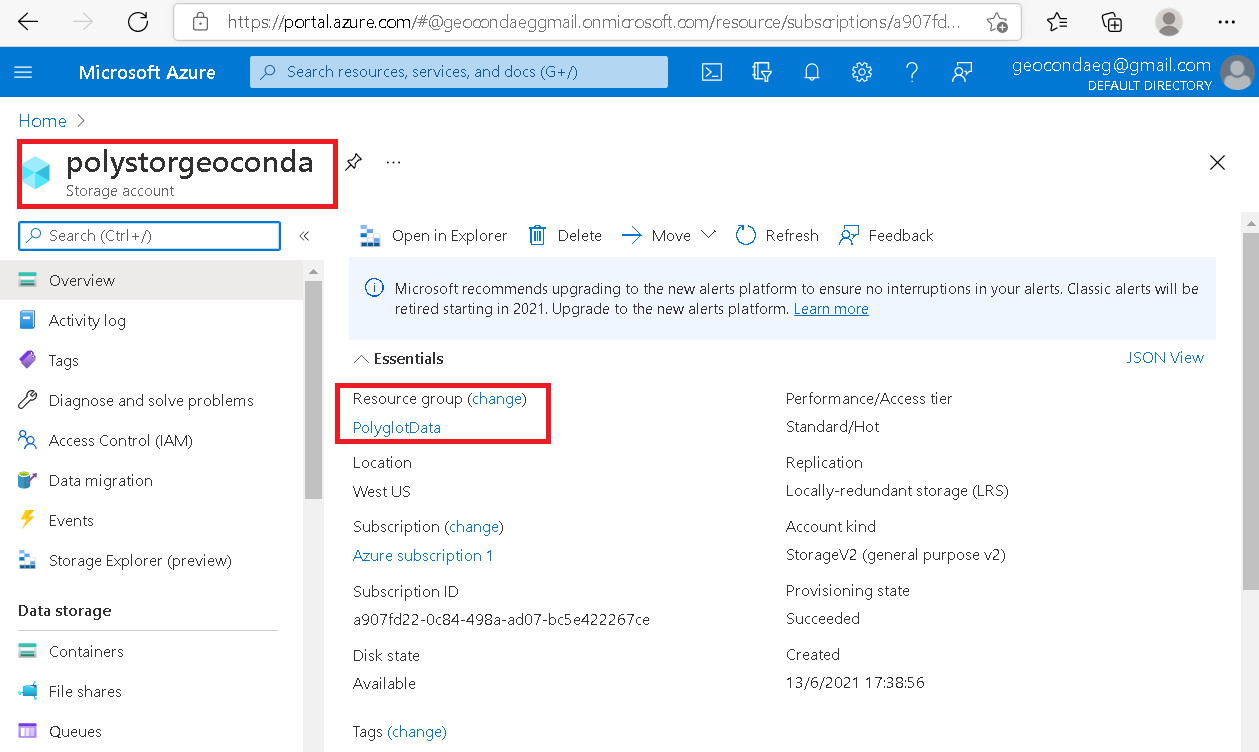 https://portal.azure.com/#@geocondaeggmail.onmicrosoft.com/resource/subscriptions/a907fd...
Microsoft Azure
Search resources, services, and docs (G+/)
geocondaeg@gmail.com
DEFAULT DIRECTORY
Home
polystorgeoconda
Storage account
Search (Ctrl+/)
Overview
Activity log
Tags
Diagnose and solve problems
Access Control (IAM)
Data migration
Events
Storage Explorer (preview)
Data storage
Containers
File shares
Queues
Open in Explorer
Delete
Move
Refresh
Feedback
Microsoft recommends upgrading to the new alerts platform to ensure no interruptions in your alerts. Classic alerts will be
retired starting in 2021. Upgrade to the new alerts platform. Learn more
Essentials
JSON View
Resource group (change)
PolyglotData
Location
West US
Subscription (change)
Azure subscription 1
Subscription ID
a907fd22-0c84-498a-ad07-bc5e422267ce
Disk state
Available
Tags (change)
Performance/Access tier
Standard/Hot
Replication
Locally-redundant storage (LRS)
Account kind
StorageV2 (general purpose v2)
Provisioning state
Succeeded
Created
13/6/2021 17:38:56